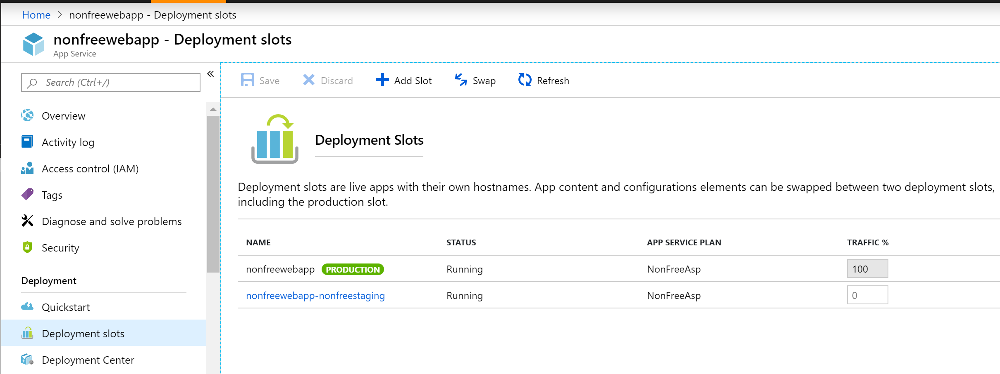 Home > nonfreewebapp - Deployment slots
nonfreewebapp - Deployment slots
App Service
Search (Ctrl+/)
«
Overview
Activity log
Access control (IAM)
Tags
Diagnose and solve problems
Security
Deployment
Quickstart
Deployment slots
Deployment Center
Save Discard Add Slot Swap Refresh
Deployment Slots
Deployment slots are live apps with their own hostnames. App content and configurations elements can be swapped between two deployment slots,
including the production slot.
NAME STATUS APP SERVICE PLAN TRAFFIC %
nonfreewebapp PRODUCTION Running NonFreeAsp 100
nonfreewebapp-nonfreestaging Running NonFreeAsp 0